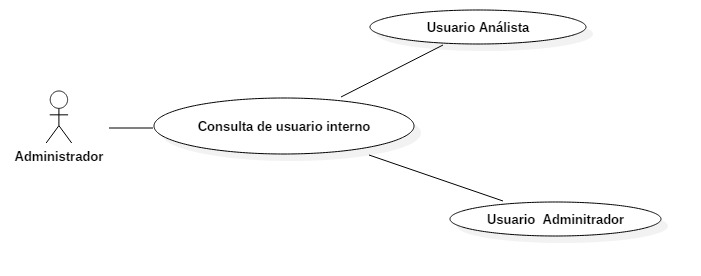 Usuario Análista
Consulta de usuario interno
Administrador
Usuario  Adminitrador